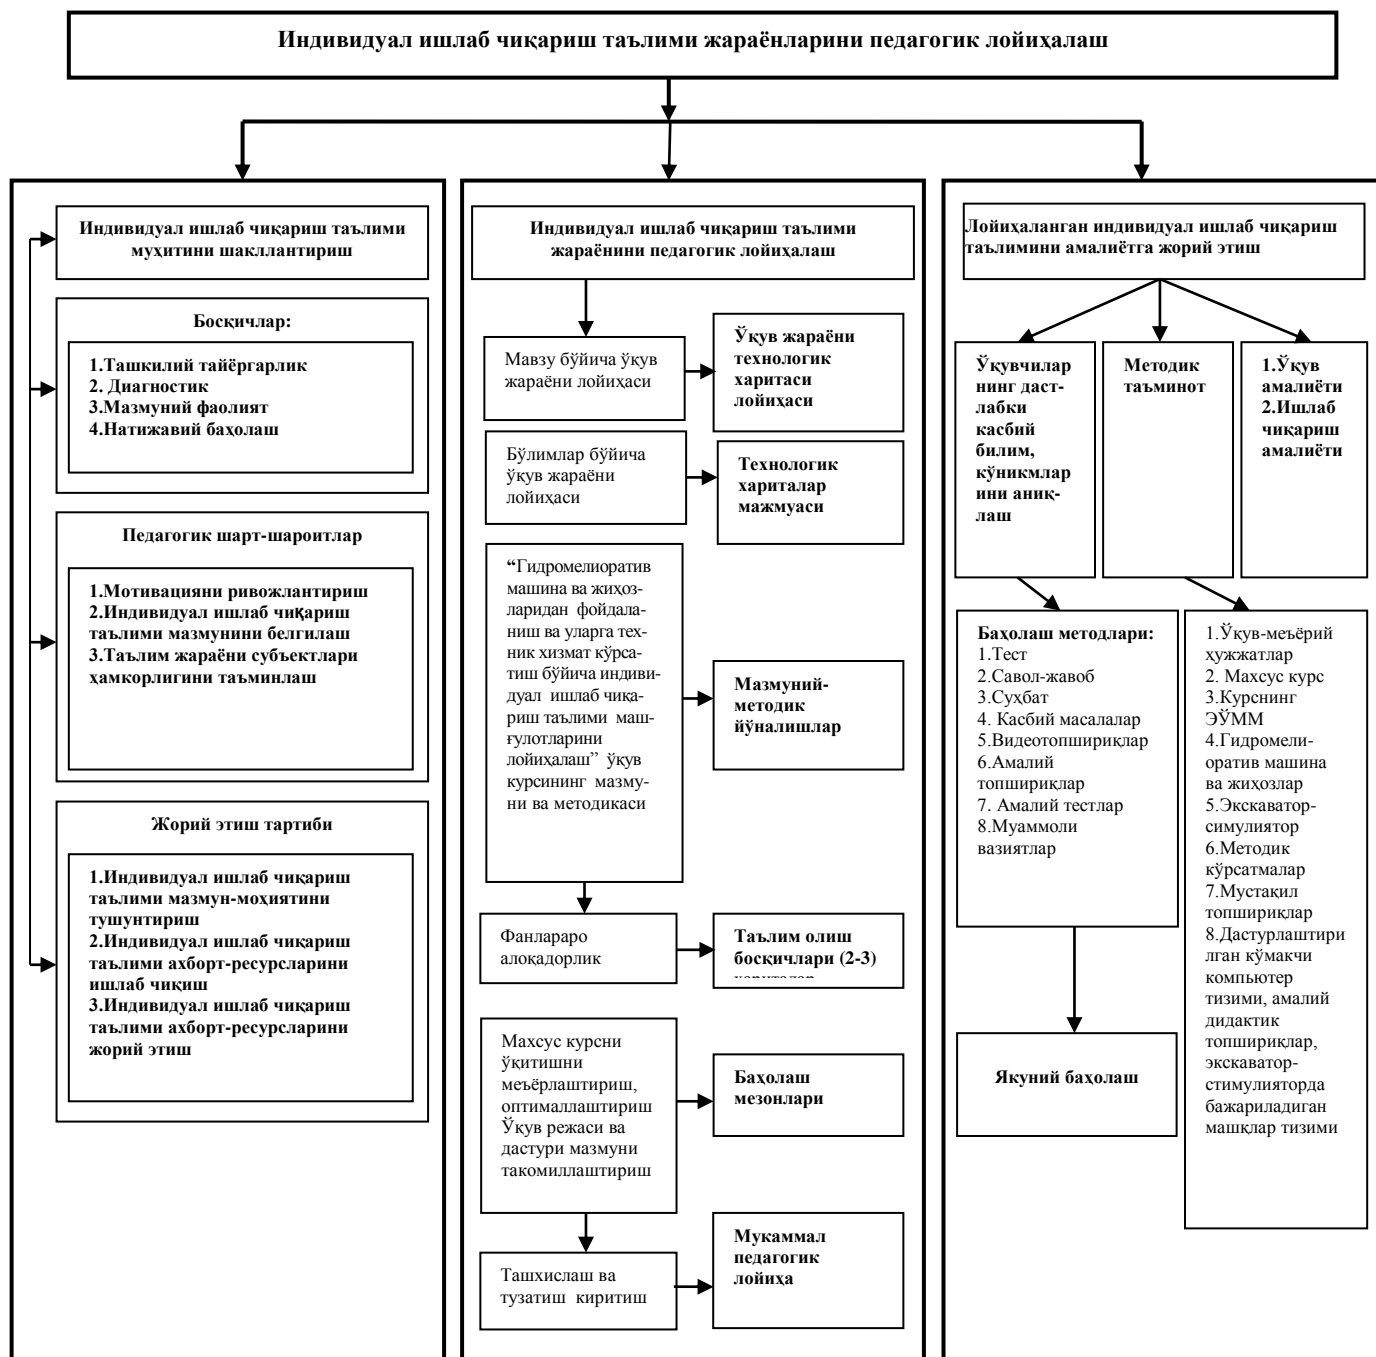 Индивидуал ишлаб чиқариш таълими жараёнларини педагогик лойиҳалаш
Индивидуал ишлаб чиқариш таълими
муҳитини шакллантириш
Босқичлар:
1.Ташкилий тайёргарлик
2. Диагностик
3.Мазмуний фаолият
4.Натижавий баҳолаш
Педагогик шарт-шароитлар
1.Мотивацияни ривожлантириш
2.Индивидуал ишлаб чиқариш
таълими мазмунини белгилаш
3.Таълим жараёни субъектлари
ҳамкорлигини таъминлаш
Жорий этиш тартиби
1.Индивидуал ишлаб чиқариш
таълими мазмун-моҳиятини
тушунтириш
2.Индивидуал ишлаб чиқариш
таълими ахборт-ресурсларини
ишлаб чиқиш
3.Индивидуал ишлаб чиқариш
таълими ахборт-ресурсларини
жорий этиш
Индивидуал ишлаб чиқариш таълими
жараёнини педагогик лойиҳалаш
Мавзу бўйича ўқув
жараёни лойиҳаси
Ўқув жараёни
технологик
харитаси
лойиҳаси
Бўлимлар бўйича
ўқув жараёни
лойиҳаси
Технологик
хариталар
мажмуаси
“Гидромелиоратив
машина ва жиҳоз-
ларидан фойдала-
ниш ва уларга тех-
ник хизмат кўрса-
тиш бўйича индиви-
дуал ишлаб чиқа-
риш таълими маш-
ғулотларини
лойиҳалаш” ўқув
курсининг мазму-
ни ва методикаси
Мазмуний-
методик
йўналишлар
Фанлараро
алоқадорлик
Таълим олиш
босқичлари (2-3)
хариталар
Махсус курсни
ўқитишни
меъёрлаштириш,
оптималлаштириш
Ўқув режаси ва
дастури мазмуни
такомиллаштириш
Баҳолаш
мезонлари
Ташхислаш ва
тузатиш киритиш
Мукаммал
педагогик
лойиҳа
Лойиҳаланган индивидуал ишлаб чиқариш
таълимини амалиётга жорий этиш
Ўқувчилар
нинг даст-
лабки
касбий
билим,
кўникмлар
ини аниқ-
лаш
Методик
таъминот
1.Ўқув
амалиёти
2.Ишлаб
чиқариш
амалиёти
Баҳолаш методлари:
1.Тест
2.Савол-жавоб
3.Суҳбат
4. Касбий масалалар
5.Видеотопшириқлар
6.Амалий
топшириқлар
7. Амалий тестлар
8.Муаммоли
вазиятлар
Якуний баҳолаш
1.Ўқув-меъёрий
ҳужжатлар
2. Махсус курс
3.Курснинг
ЭЎММ
4.Гидромели-
оратив машина
ва жиҳозлар
5.Экскаватор-
симулиятор
6.Методик
кўрсатмалар
7.Мустақил
топшириқлар
8.Дастурлаштири
лган кўмакчи
компьютер
тизими, амалий
дидактик
топшириқлар,
экскаватор-
стимуляторда
бажариладиган
машқлар тизими